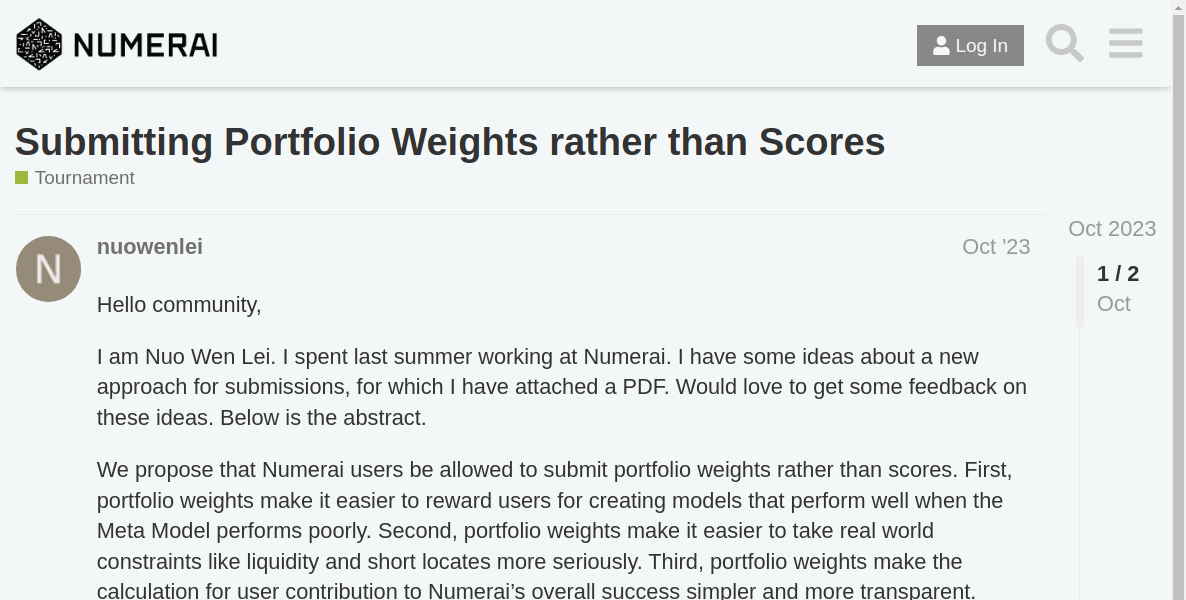 NUMERAI
Log In
Submitting Portfolio Weights rather than Scores
Tournament
Oct 2023
N
nuowenlei
Oct '23
1 / 2
Oct
Hello community,
I am Nuo Wen Lei. I spent last summer working at Numerai. I have some ideas about a new
approach for submissions, for which I have attached a PDF. Would love to get some feedback on
these ideas. Below is the abstract.
We propose that Numerai users be allowed to submit portfolio weights rather than scores. First,
portfolio weights make it easier to reward users for creating models that perform well when the
Meta Model performs poorly. Second, portfolio weights make it easier to take real world
constraints like liquidity and short locates more seriously. Third, portfolio weights make the
calculation for user contribution to Numerai’s overall success simpler and more transparent.